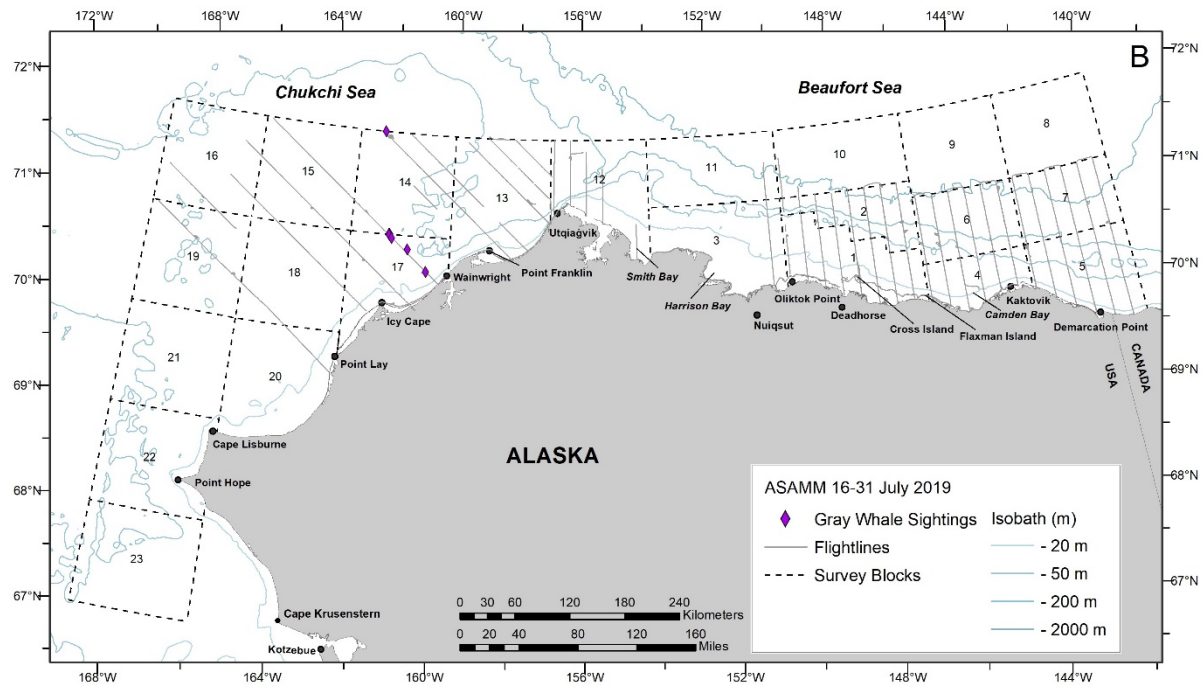 172°W 168°W 164°W 160°W 156°W 152°W 148°W 144°W 140°W
B
72°N 72°N
Chukchi Sea Beaufort Sea
8
9
10
11
12
13
14
15
16
71°N 71°N
7
6
2
3
1
4
5
17
18
19
Utqiaġvik
Point Franklin
Wainwright
Icy Cape
Smith Bay
Harrison Bay
Oliktok Point
Nuiqsut
Deadhorse
Cross Island
Flaxman Island
Camden Bay
Kaktovik
Demarcation Point
70°N 70°N
Point Lay
20
21
USA
CANADA
69°N 69°N
Cape Lisburne
22
Point Hope
ALASKA
68°N 68°N
23
67°N 67°N
Cape Krusenstern
Kotzebue
ASAMM 16-31 July 2019
Gray Whale Sightings
Flightlines
Survey Blocks
Isobath (m)
- 20 m
- 50 m
- 200 m
- 2000 m
0 30 60 120 180 240
Kilometers
0 20 40 80 120 160
Miles
168°W 164°W 160°W 156°W 152°W 148°W 144°W